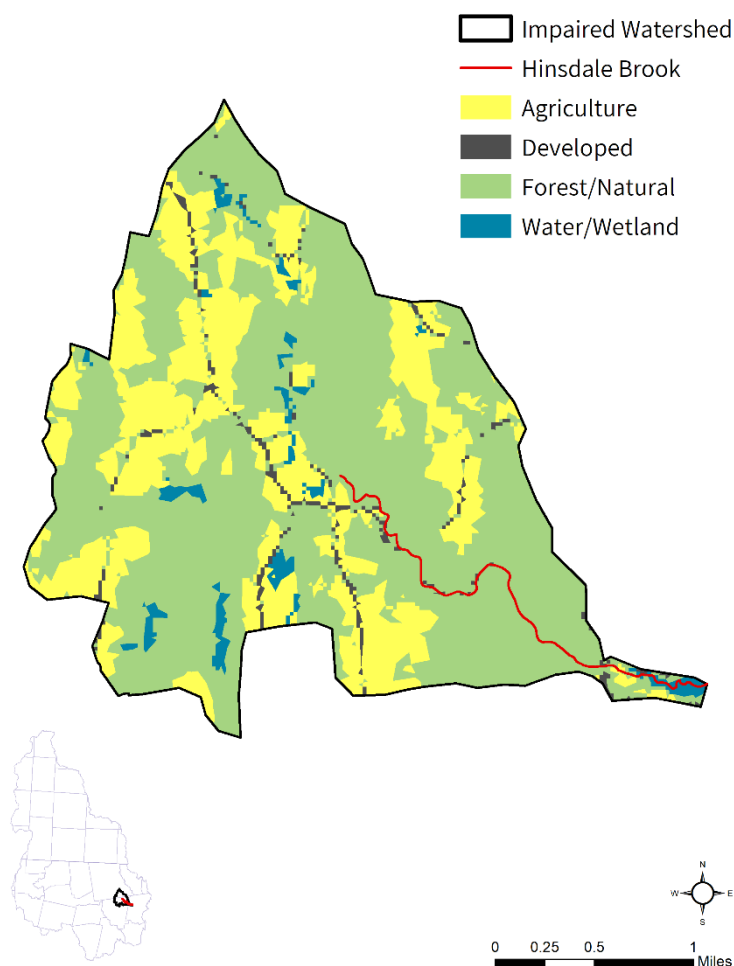 Impaired Watershed
Hinsdale Brook
Agriculture
Developed
Forest/Natural
Water/Wetland
N
W E
S
0 0.25 0.5 1
Miles